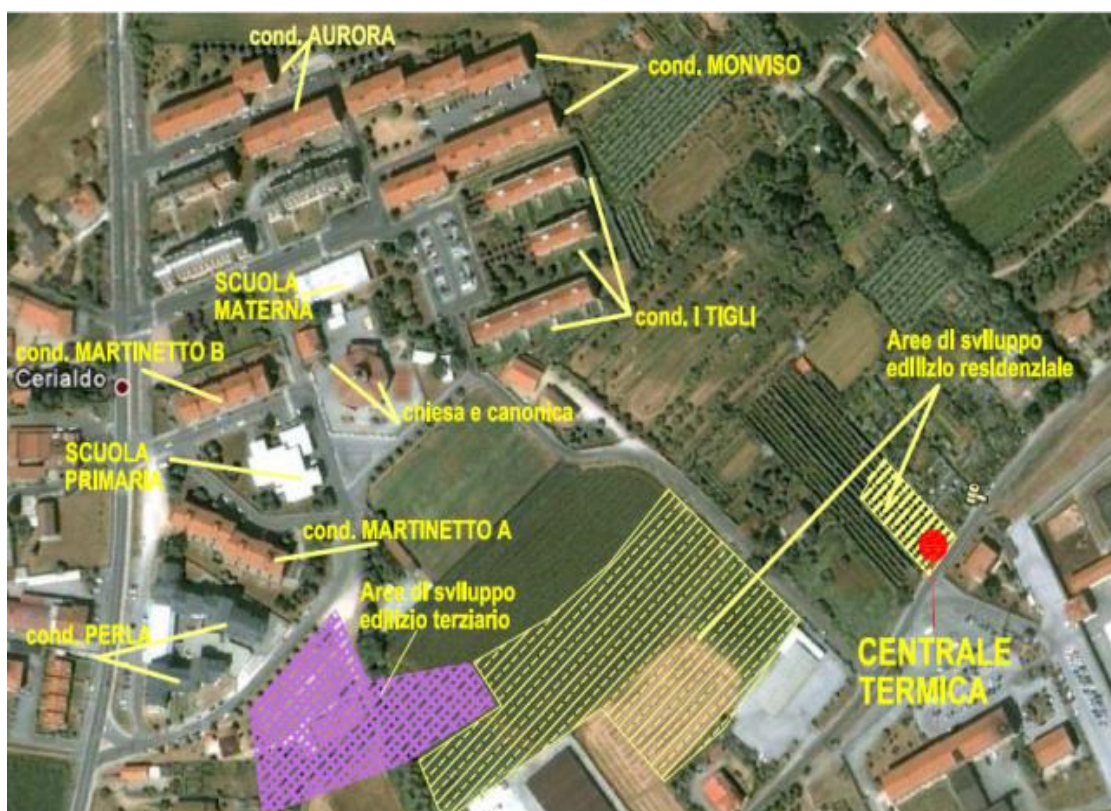 cond. AURORA
cond. MONVISO
SCUOLA
MATERNA
cond. I TIGLI
Aree di sviluppo
edilizio residenziale
cond. MARTINETTO B
Cerialdo
chiesa e canonica
SCUOLA
PRIMARIA
cond. MARTINETTO A
Aree di sviluppo
edilizio terziario
cond. PERLA
CENTRALE
TERMICA